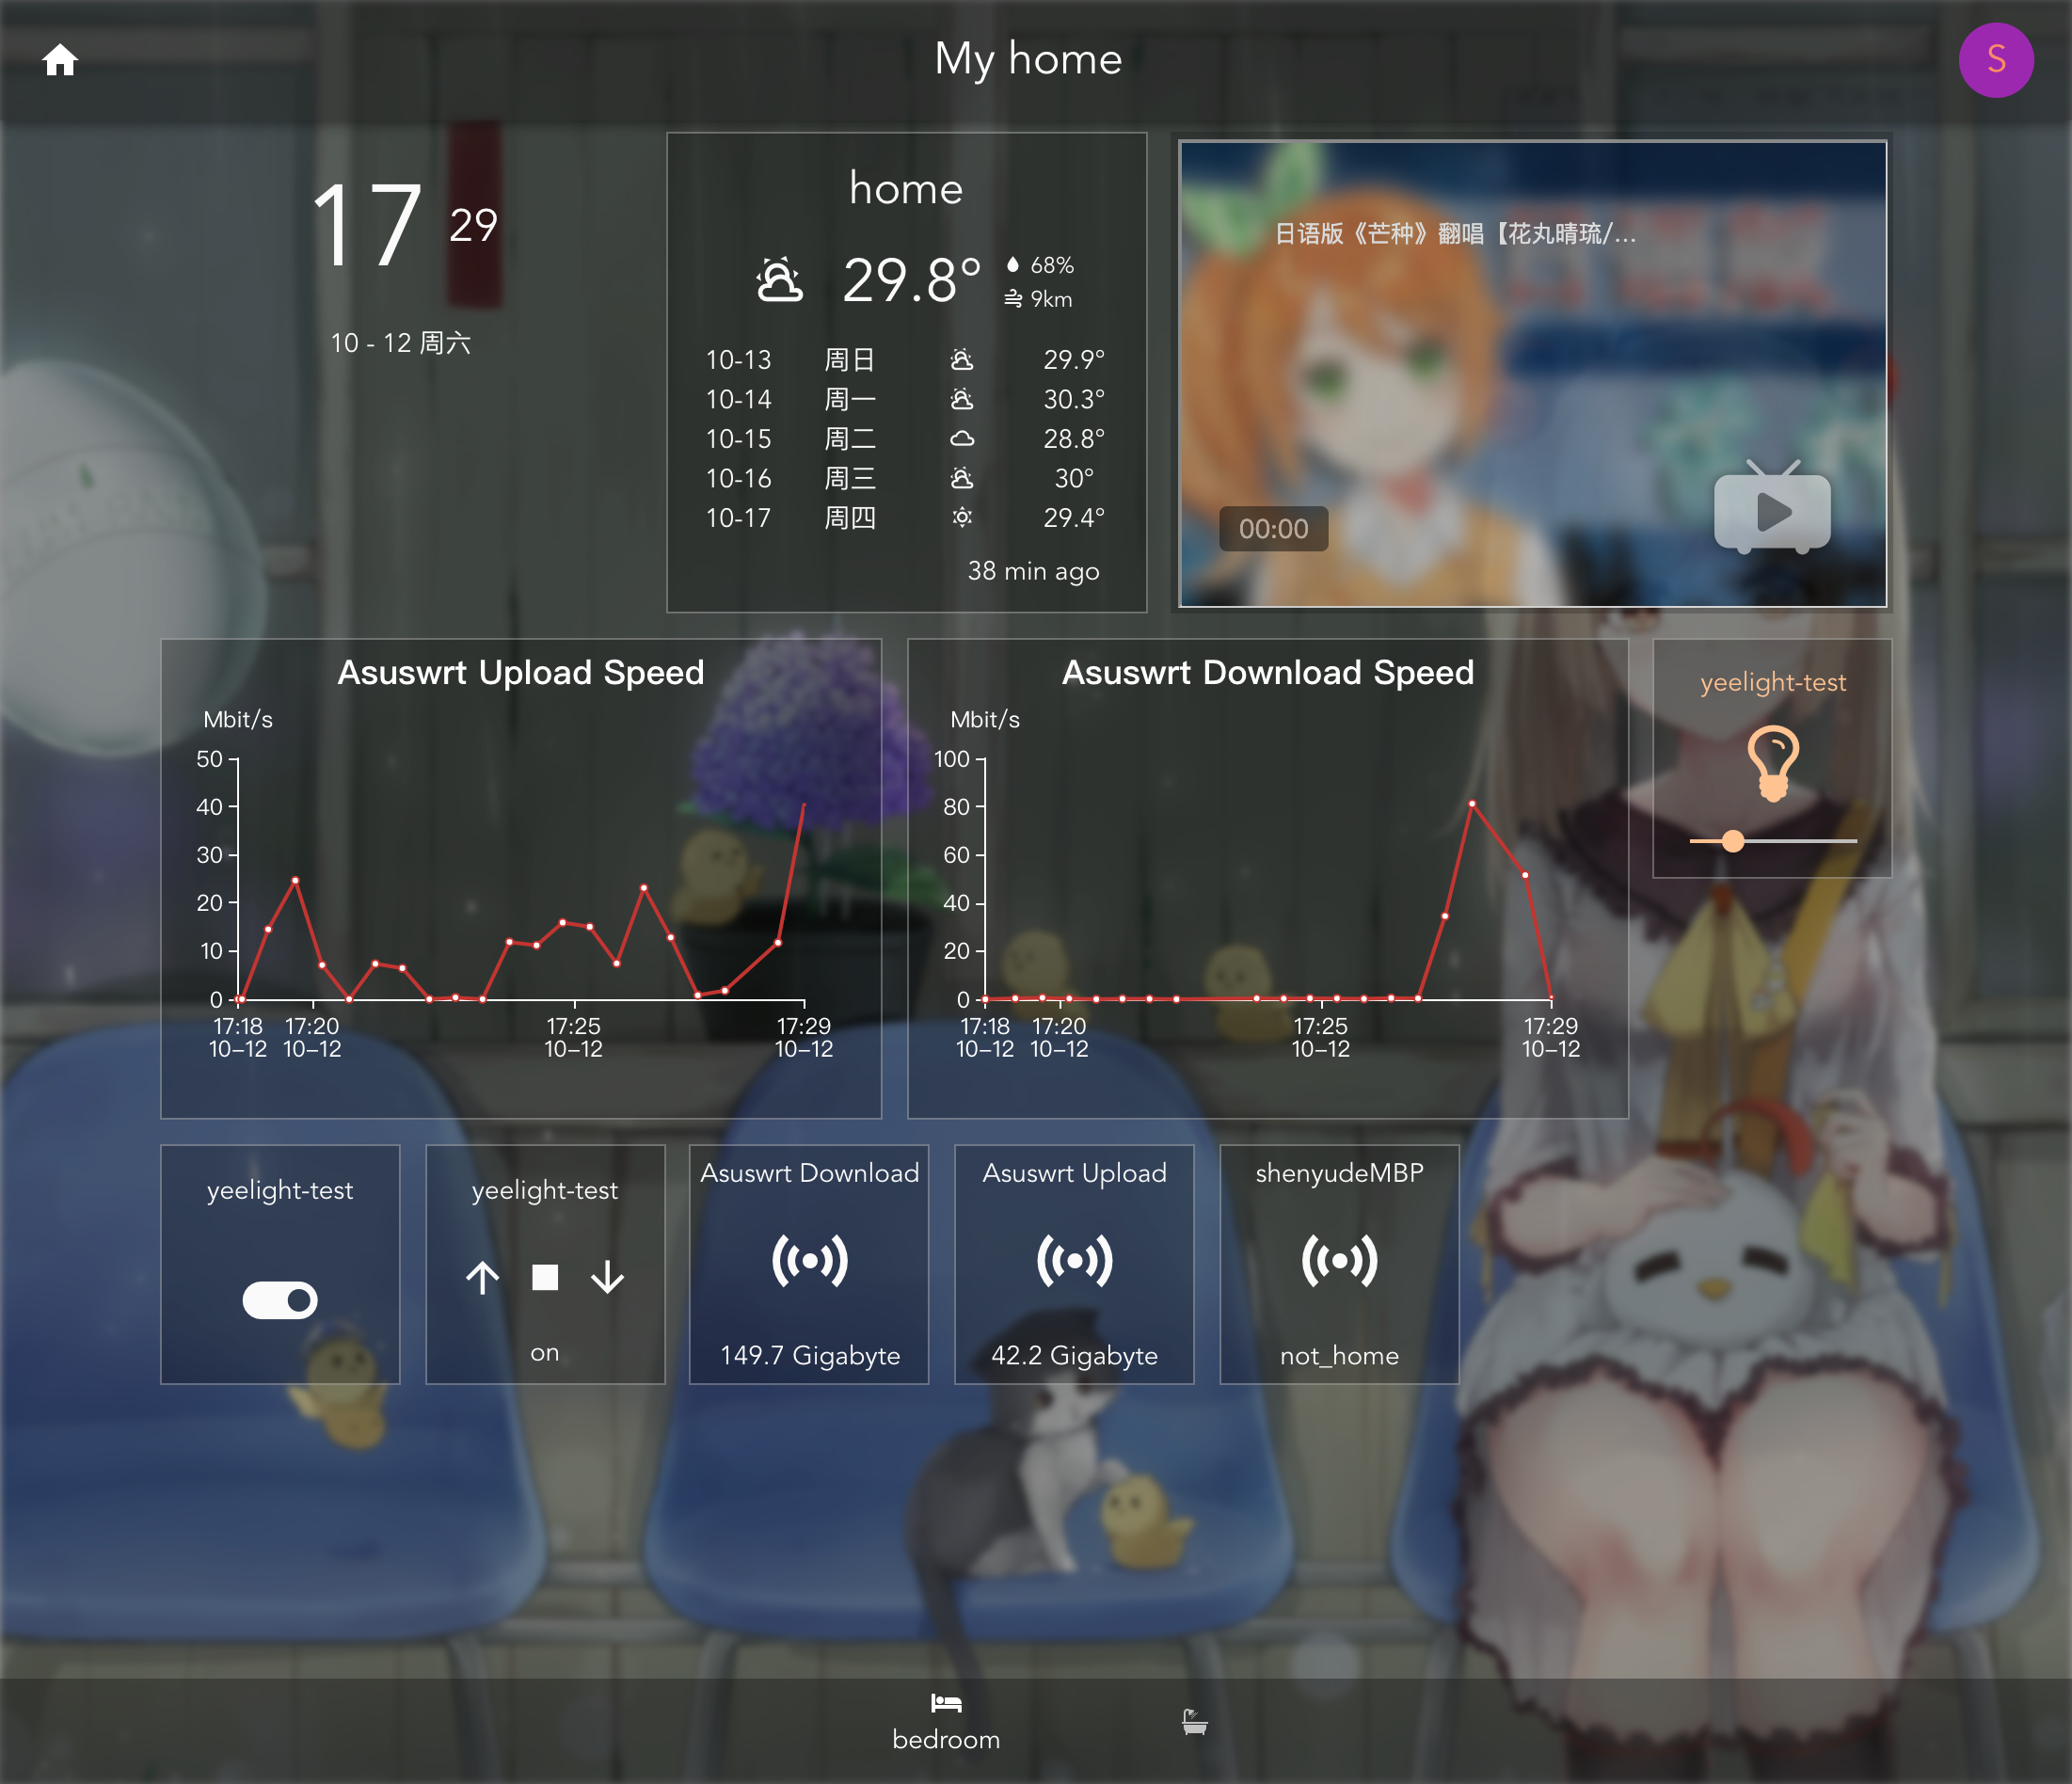 My home
S
17 29
10 - 12 周六
home
29.8°
68%
9km
10-13 周日 29.9°
10-14 周一 30.3°
10-15 周二 28.8°
10-16 周三 30°
10-17 周四 29.4°
38 min ago
日语版《芒种》翻唱【花丸晴琉/...
00:00
Asuswrt Upload Speed
Mbit/s
50
40
30
20
10
0
17:18 17:20 17:25 17:29
10–12 10–12 10–12 10–12
Asuswrt Download Speed
Mbit/s
100
80
60
40
20
0
17:18 17:20 17:25 17:29
10–12 10–12 10–12 10–12
yeelight-test
yeelight-test
yeelight-test
on
Asuswrt Download
149.7 Gigabyte
Asuswrt Upload
42.2 Gigabyte
shenyudeMBP
not_home
bedroom